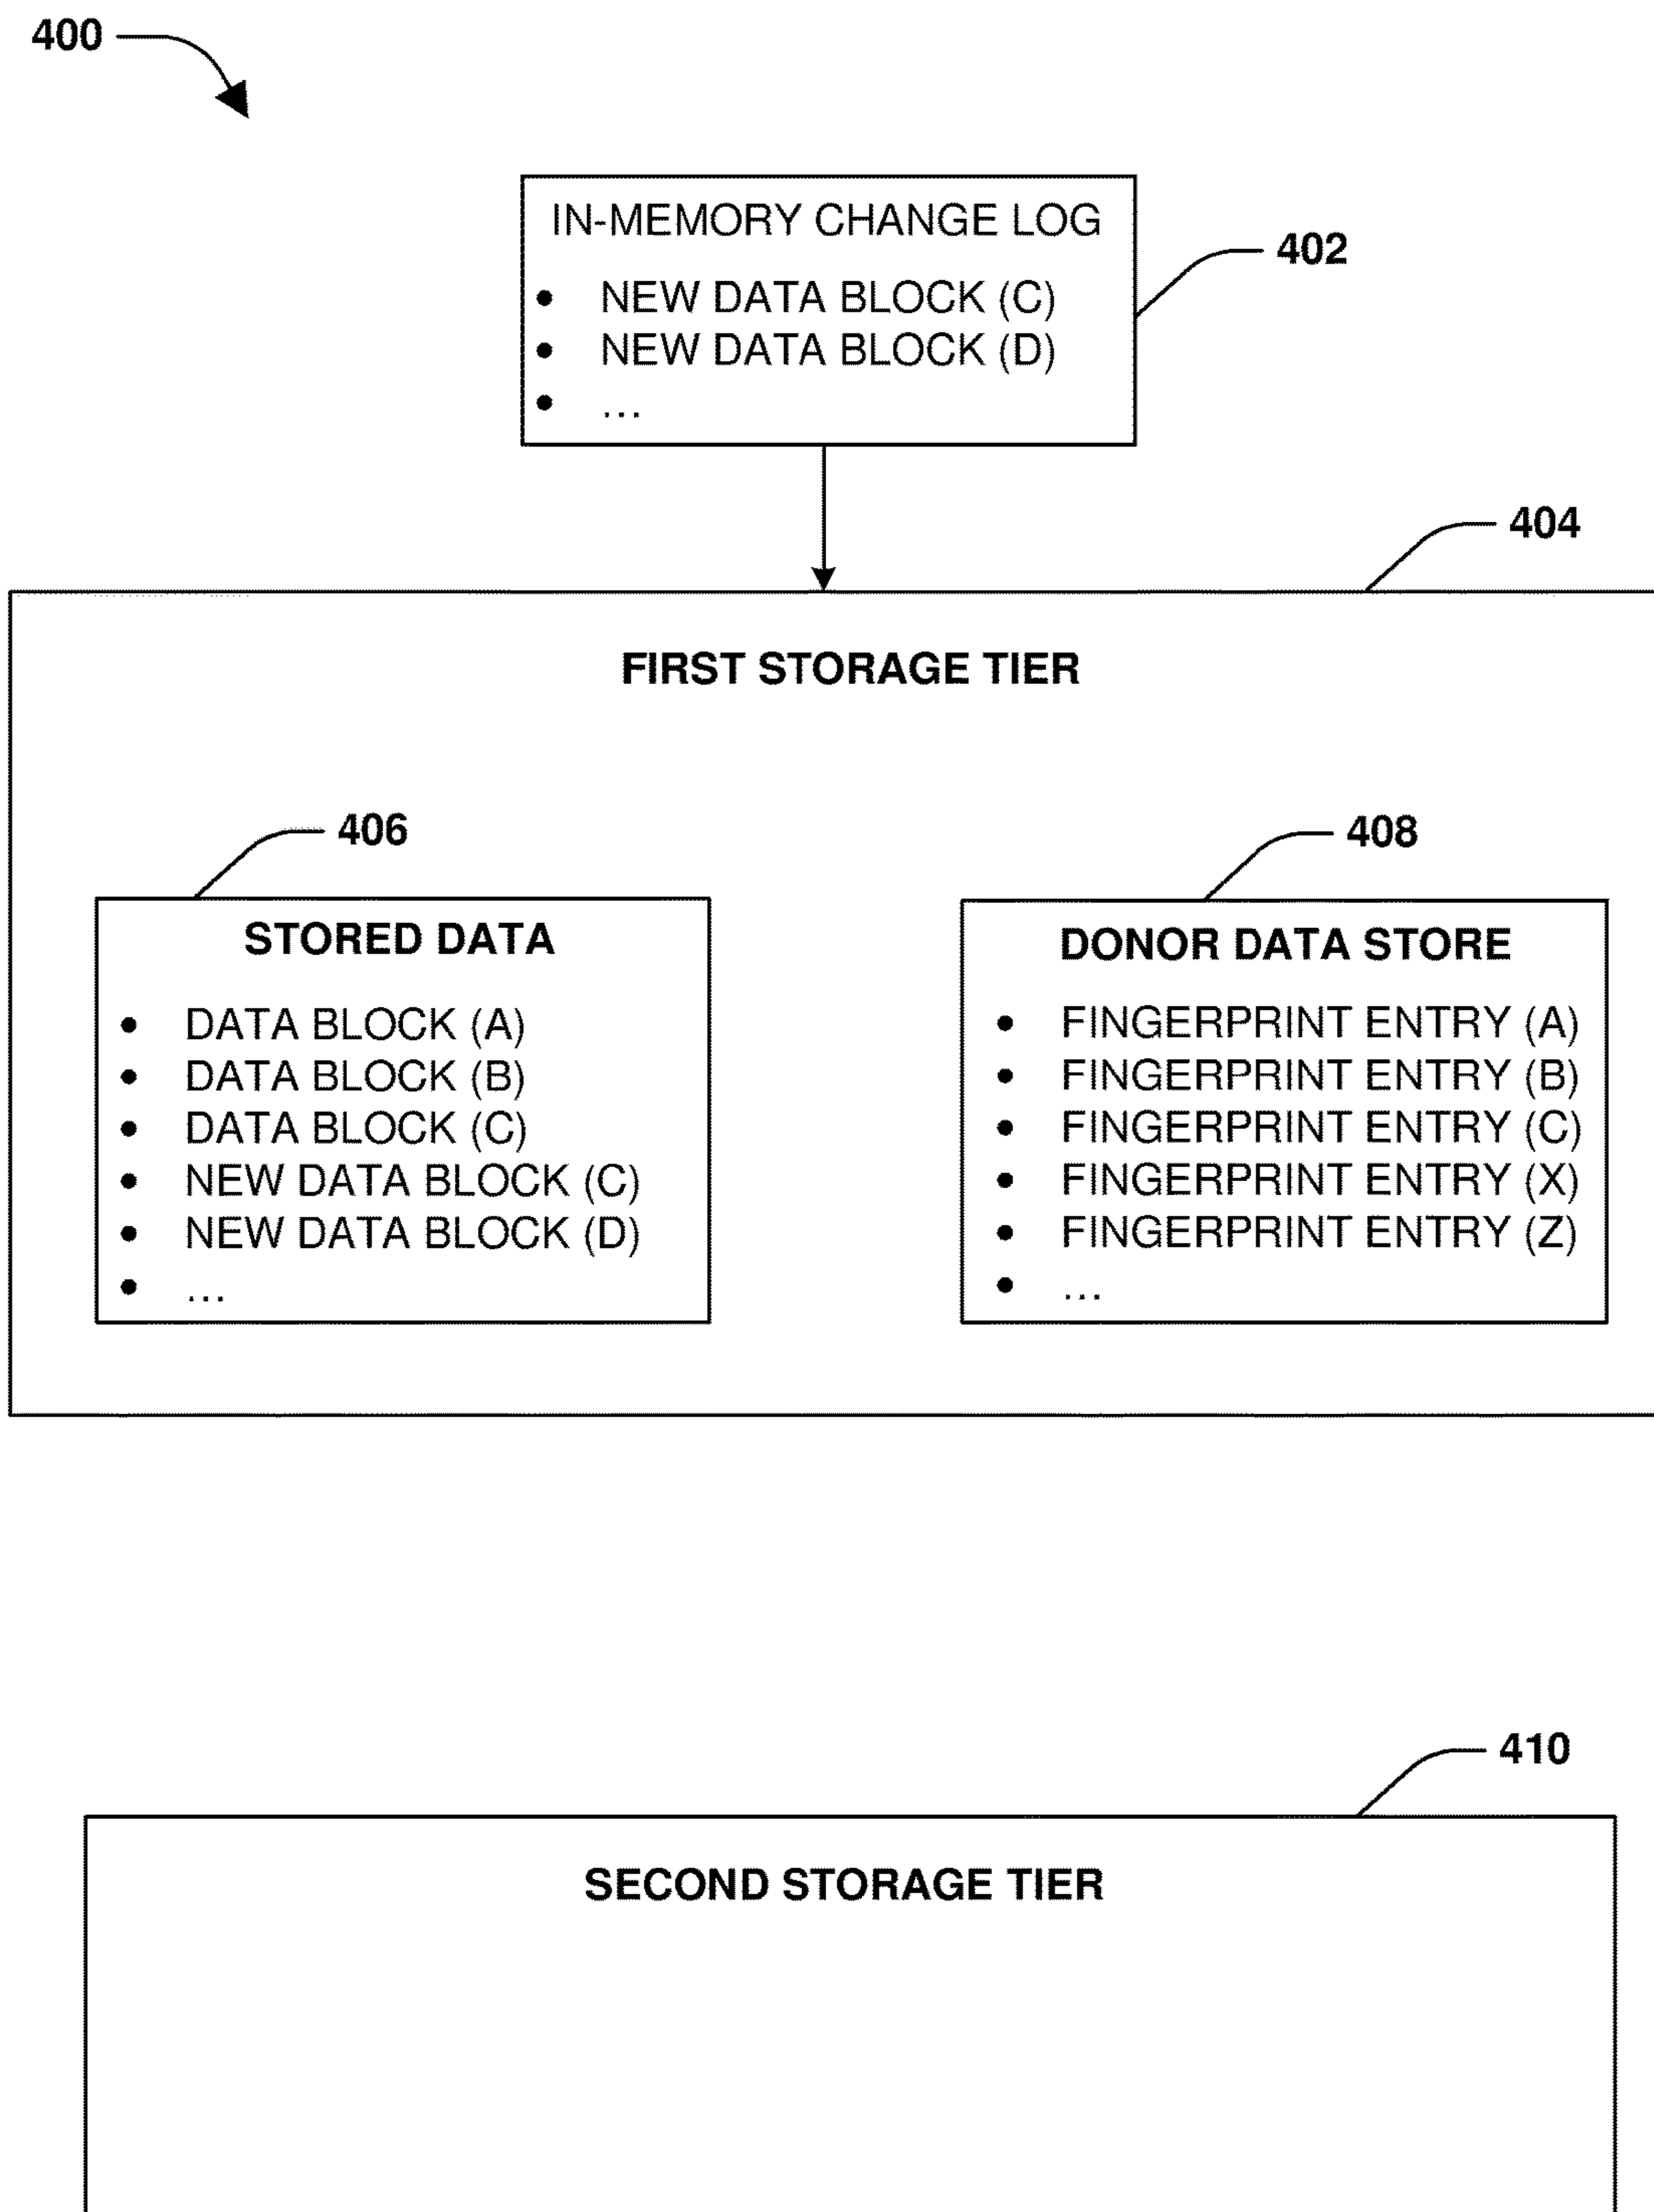 400
IN-MEMORY CHANGE LOG
402
• NEW DATA BLOCK (C)
• NEW DATA BLOCK (D)
• ...
404
FIRST STORAGE TIER
406
STORED DATA
• DATA BLOCK (A)
• DATA BLOCK (B)
• DATA BLOCK (C)
• NEW DATA BLOCK (C)
• NEW DATA BLOCK (D)
• ...
408
DONOR DATA STORE
• FINGERPRINT ENTRY (A)
• FINGERPRINT ENTRY (B)
• FINGERPRINT ENTRY (C)
• FINGERPRINT ENTRY (X)
• FINGERPRINT ENTRY (Z)
• ...
410
SECOND STORAGE TIER